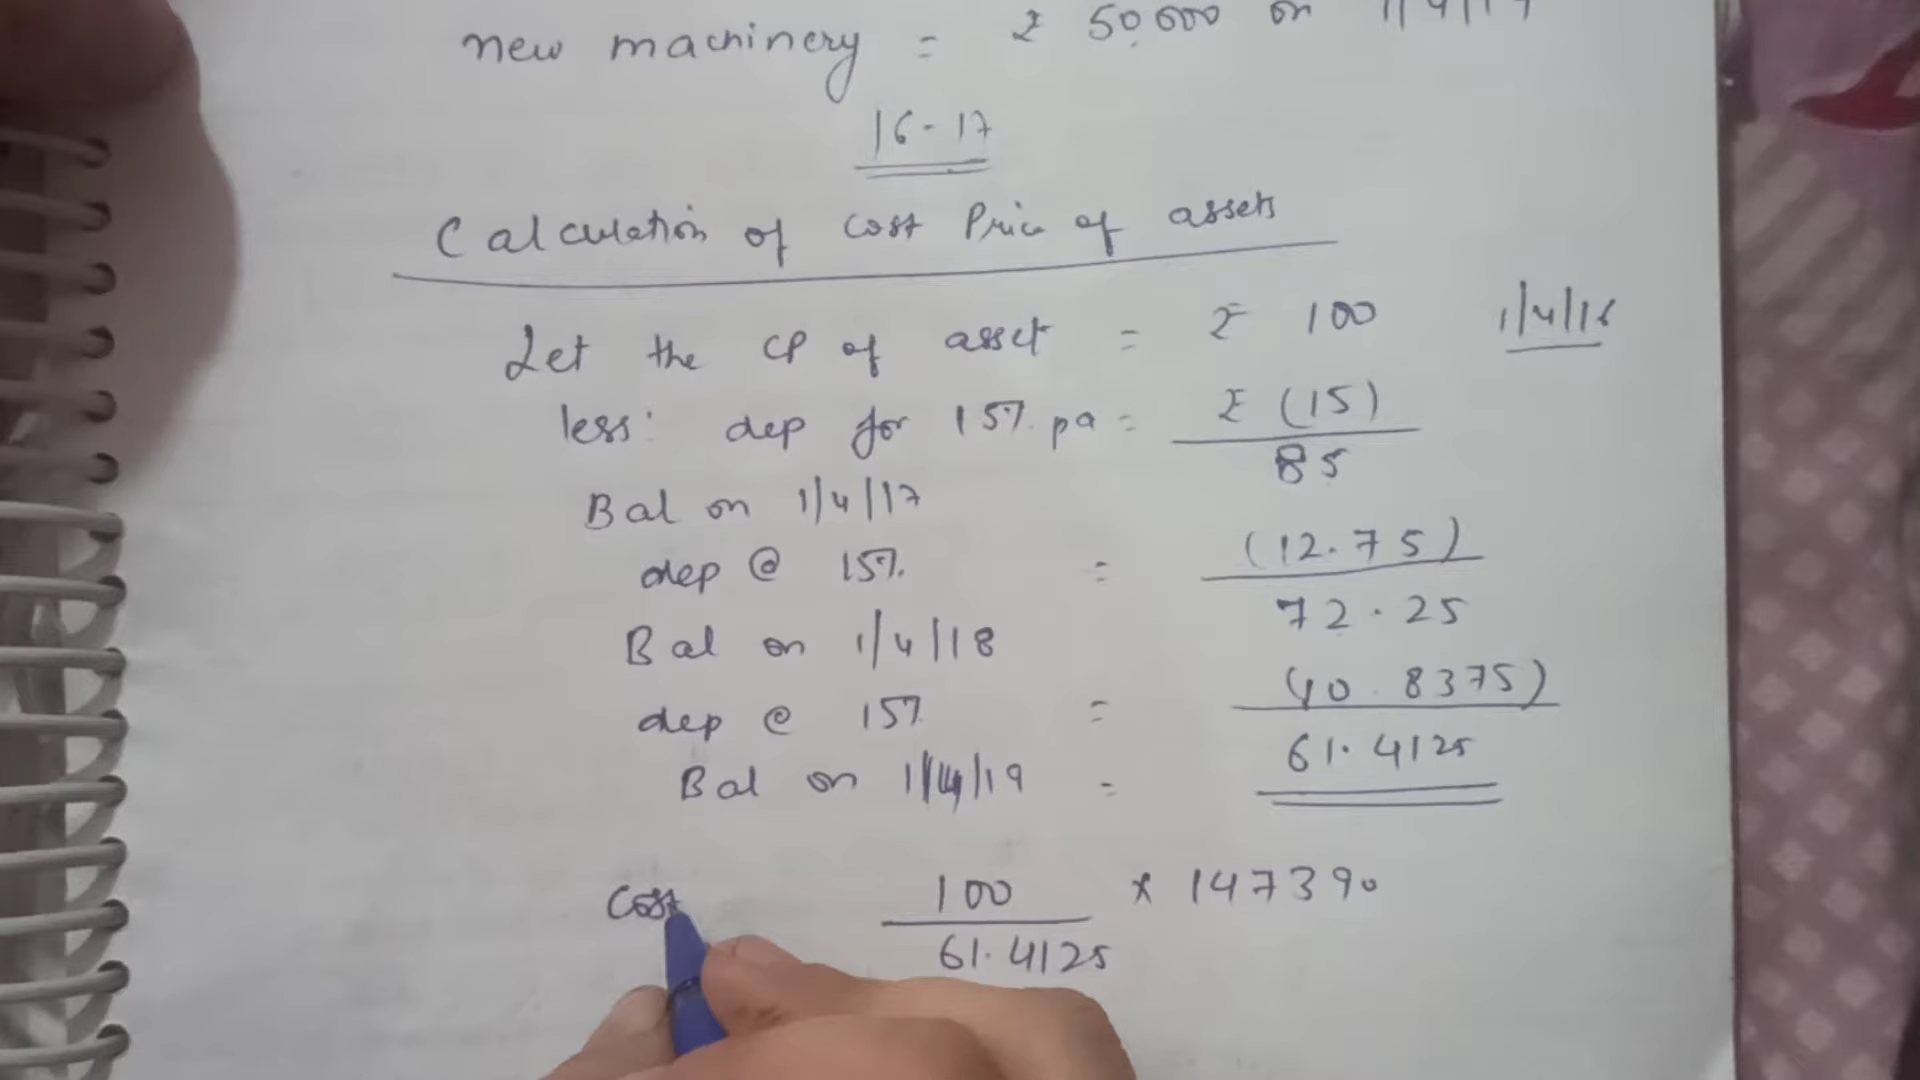 new machinery = ₹ 50,000 on 1/4/19
16-17
Calculation of cost Price of assets
Let the CP of asset = ₹ 100 1/4/16
less: dep for 15% pa = ₹ (15)
85
Bal on 1/4/17
dep @ 15% = (12.75)
72.25
Bal on 1/4/18
dep @ 15% = (10.8375)
Bal on 1/4/19 = 61.4125
Cost 100 × 147390
61.4125